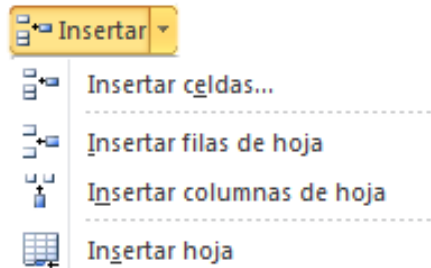 Insertar
Insertar celdas...
Insertar filas de hoja
Insertar columnas de hoja
Insertar hoja